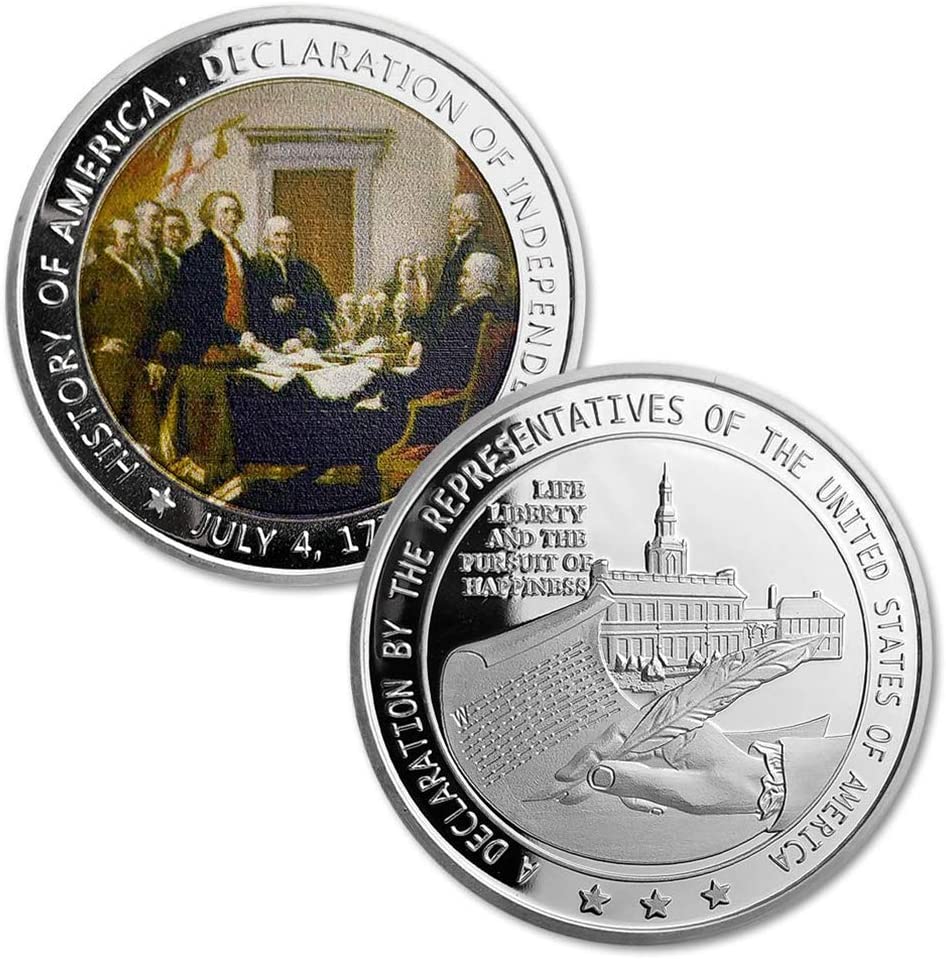 HISTORY OF AMERICA · DECLARATION OF INDEPENDE
JULY 4, 17
A DECLARATION BY THE REPRESENTATIVES OF THE UNITED STATES OF AMERICA
LIFE
LIBERTY
AND THE
PURSUIT OF
HAPPINESS
W